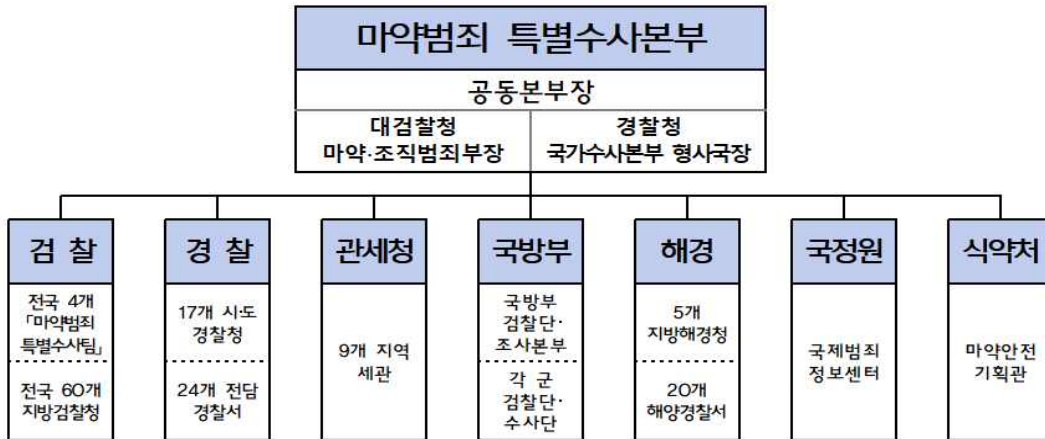 마약범죄 특별수사본부
공동본부장
대검찰청
마약·조직범죄부장
경찰청
국가수사본부 형사국장
검 찰
전국 4개
「마약범죄
특별수사팀」
전국 60개
지방검찰청
경 찰
17개 시·도
경찰청
24개 전담
경찰서
관세청
9개 지역
세관
국방부
국방부
검찰단·
조사본부
각 군
검찰단·
수사단
해경
5개
지방해경청
20개
해양경찰서
국정원
국제범죄
정보센터
식약처
마약안전
기획관